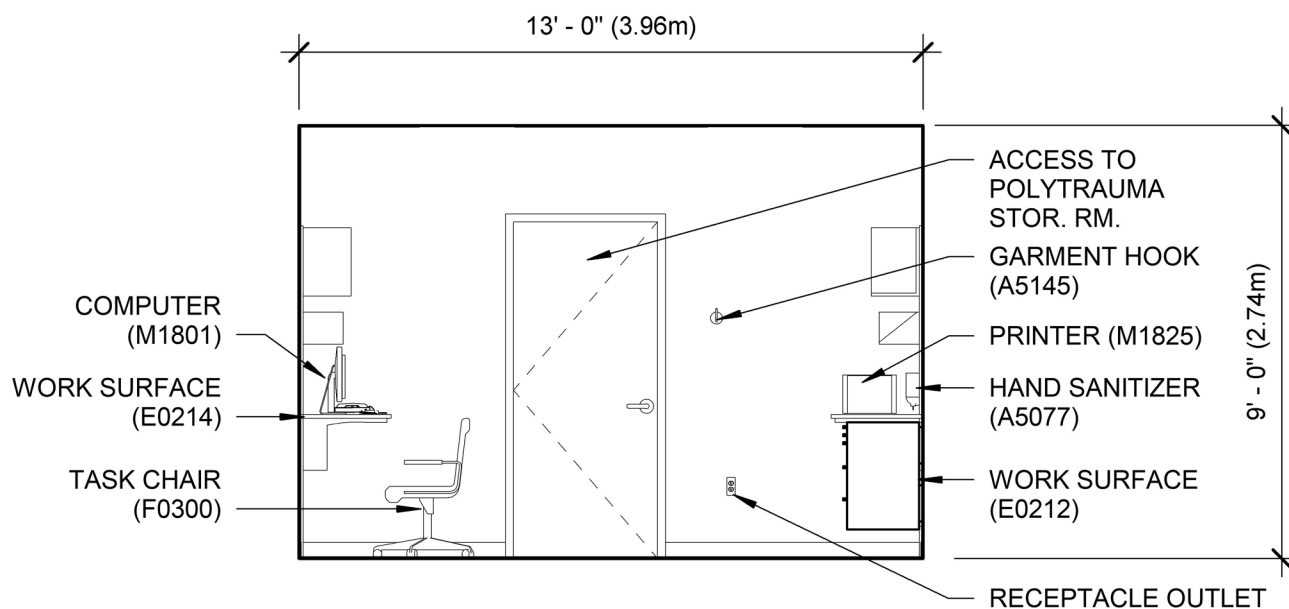 13' - 0" (3.96m)
ACCESS TO
POLYTRAUMA
STOR. RM.
GARMENT HOOK
(A5145)
PRINTER (M1825)
HAND SANITIZER
(A5077)
WORK SURFACE
(E0212)
RECEPTACLE OUTLET
9' - 0" (2.74m)
COMPUTER
(M1801)
WORK SURFACE
(E0214)
TASK CHAIR
(F0300)